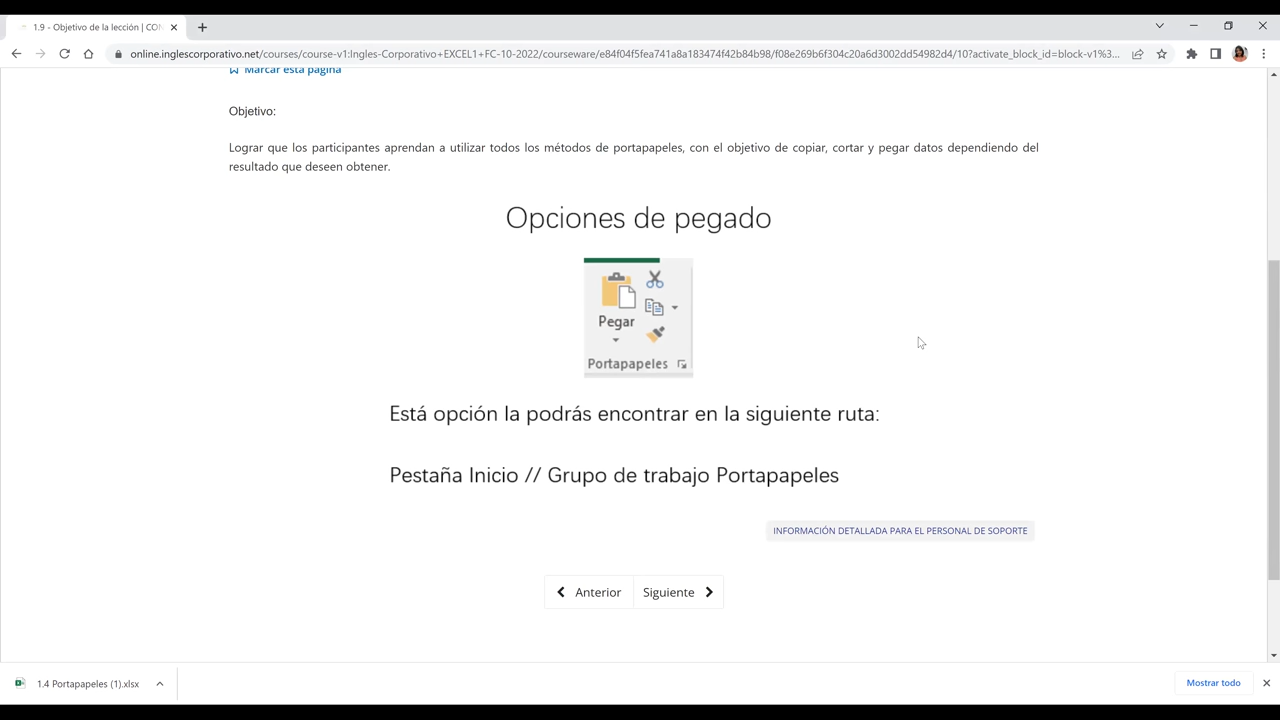 1.9 - Objetivo de la lección | CON
online.inglescorporativo.net/courses/course-v1:Ingles-Corporativo+EXCEL1+FC-10-2022/courseware/e84f04f5fea741a8a183474f42b84b98/f08e269b6f304c20a6d3002dd54982d4/10?activate_block_id=block-v1%3...
Marcar esta página
Objetivo:
Lograr que los participantes aprendan a utilizar todos los métodos de portapapeles, con el objetivo de copiar, cortar y pegar datos dependiendo del
resultado que deseen obtener.
Opciones de pegado
Pegar
Portapapeles
Está opción la podrás encontrar en la siguiente ruta:
Pestaña Inicio // Grupo de trabajo Portapapeles
INFORMACIÓN DETALLADA PARA EL PERSONAL DE SOPORTE
Anterior Siguiente
1.4 Portapapeles (1).xlsx
Mostrar todo